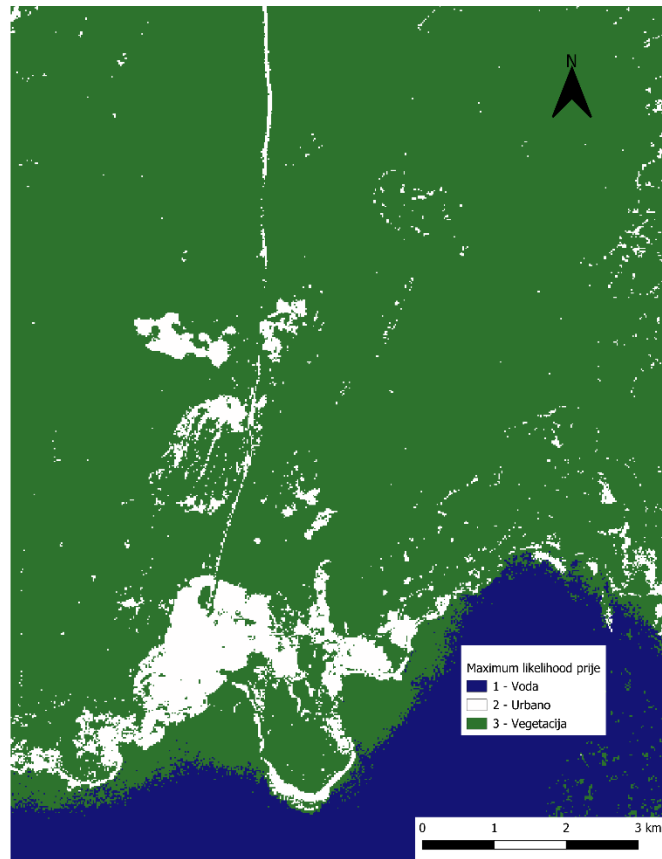 N
Maximum likelihood prije
1 - Voda
2 - Urbano
3 - Vegetacija
0 1 2 3 km